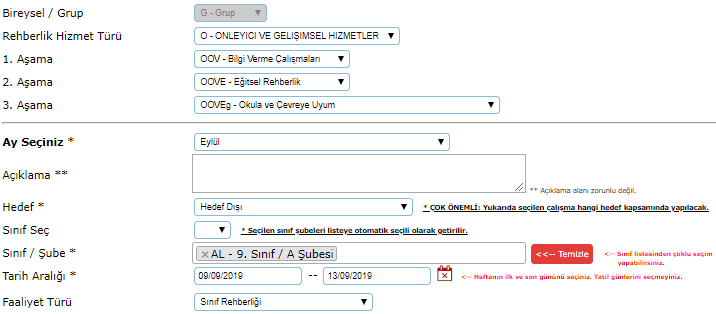 Bireysel / Grup G - Grup
Rehberlik Hizmet Türü O - ONLEYICI VE GELIŞIMSEL HIZMETLER
1. Aşama OOV - Bilgi Verme Çalışmaları
2. Aşama OOVE - Eğitsel Rehberlik
3. Aşama OOVEg - Okula ve Çevreye Uyum
Ay Seçiniz * Eylül
Açıklama **
** Açıklama alanı zorunlu değil.
Hedef * Hedef Dışı * ÇOK ÖNEMLİ: Yukarıda seçilen çalışma hangi hedef kapsamında yapılacak.
Sınıf Seç * Seçilen sınıf şubeleri listeye otomatik seçili olarak getirilir.
Sınıf / Şube * ×AL - 9. Sınıf / A Şubesi <<-- Temizle <-- Sınıf listesinden çoklu seçim
yapabilirsiniz.
Tarih Aralığı * 09/09/2019 -- 13/09/2019 <-- Haftanın ilk ve son gününü seçiniz. Tatil günlerini seçmeyiniz.
Faaliyet Türü Sınıf Rehberliği